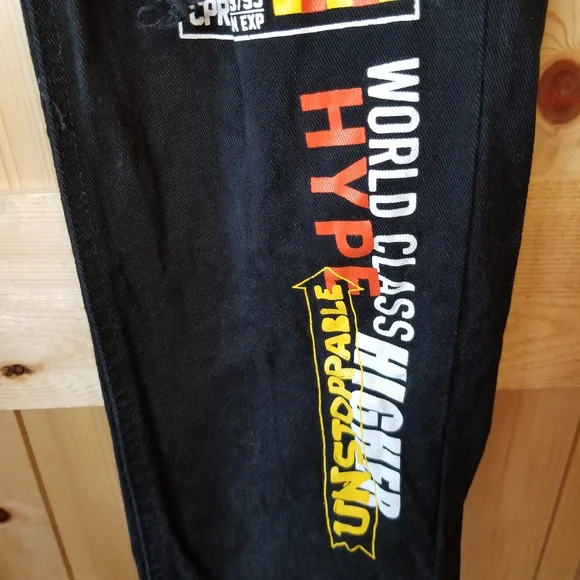 CPR
EXP
WORLD CLASS
HYPE
HIGHER
UNSTOPPABLE